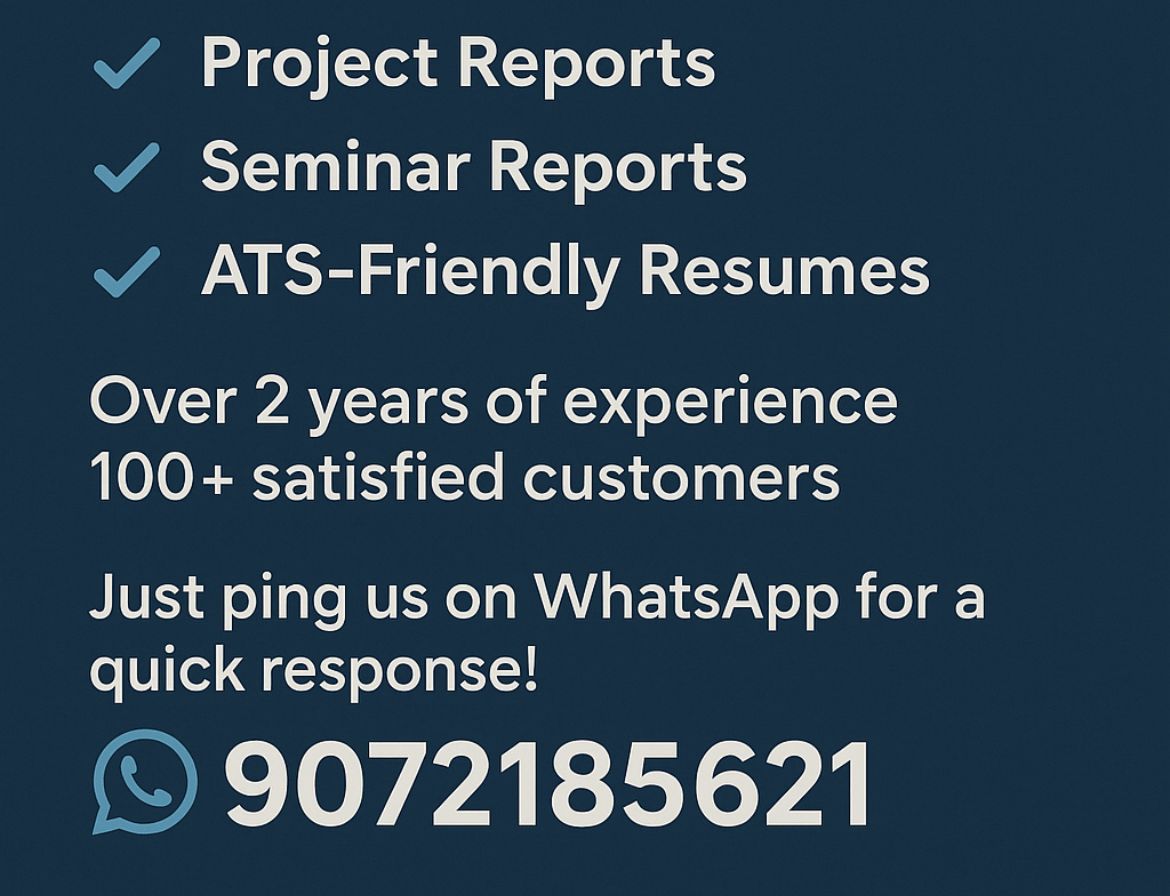 Project Reports
Seminar Reports
ATS-Friendly Resumes
Over 2 years of experience
100+ satisfied customers
Just ping us on WhatsApp for a
quick response!
9072185621